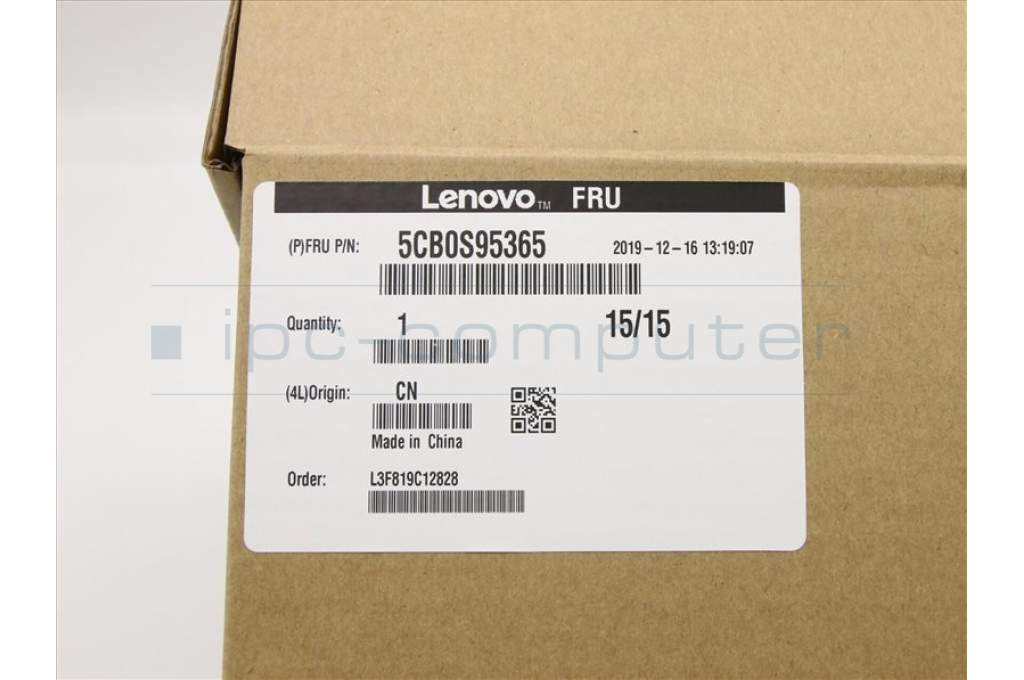 Lenovo™ FRU
(P)FRU P/N: 5CB0S95365 2019-12-16 13:19:07
Quantity: 1 15/15
ipc-computer
(4L)Origin: CN
Made in China
Order: L3F819C12828